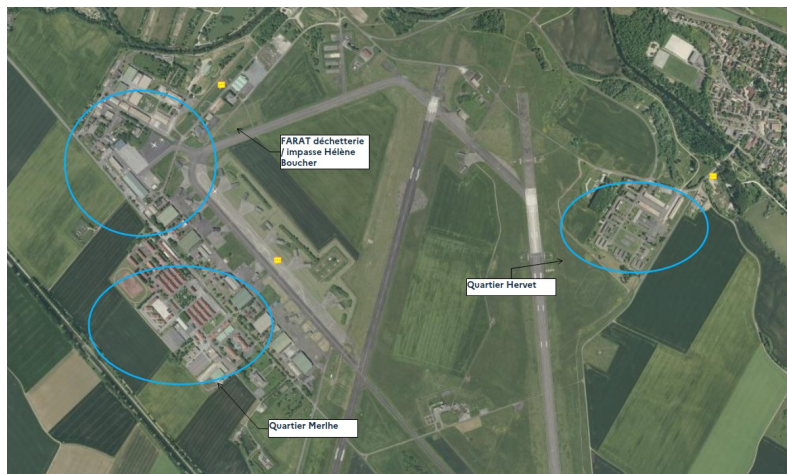 FARAT déchetterie
/ impasse Hélène
Boucher
Quartier Hervet
Quartier Merlhe